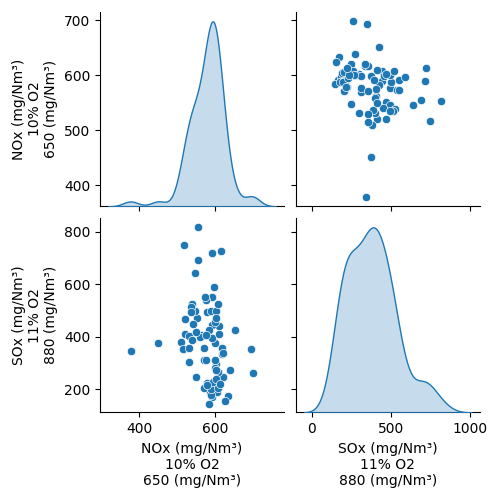 NOx (mg/Nm³)
10% O2
650 (mg/Nm³)
600
500
400
SOx (mg/Nm³)
11% O2
880 (mg/Nm³)
800
600
400
200
400
600
NOx (mg/Nm³)
10% O2
650 (mg/Nm³)
0
500
1000
SOx (mg/Nm³)
11% O2
880 (mg/Nm³)